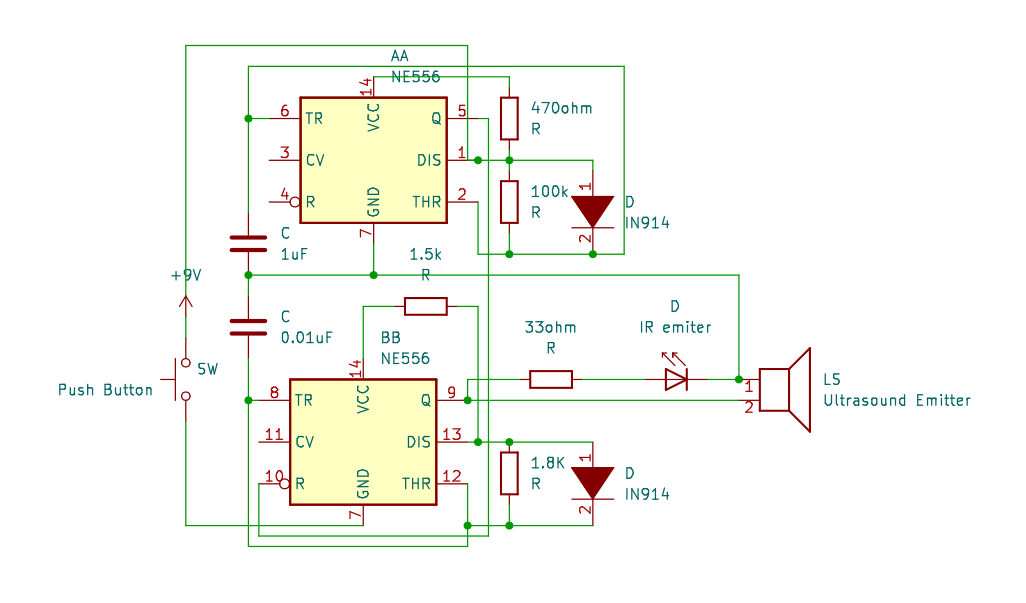 AA
NE556
14
470ohm
R
6 TR VCC Q 5
3 CV DIS 1
1
100k
R
4 R GND THR 2
D
IN914
7
2
C
1uF
1.5k
R
+9V
D
IR emiter
C
0.01uF
33ohm
R
BB
NE556
14
SW
Push Button
1
2
LS
Ultrasound Emitter
8 TR VCC Q 9
11 CV DIS 13
1
1.8K
R
10 R GND THR 12
D
IN914
7
2